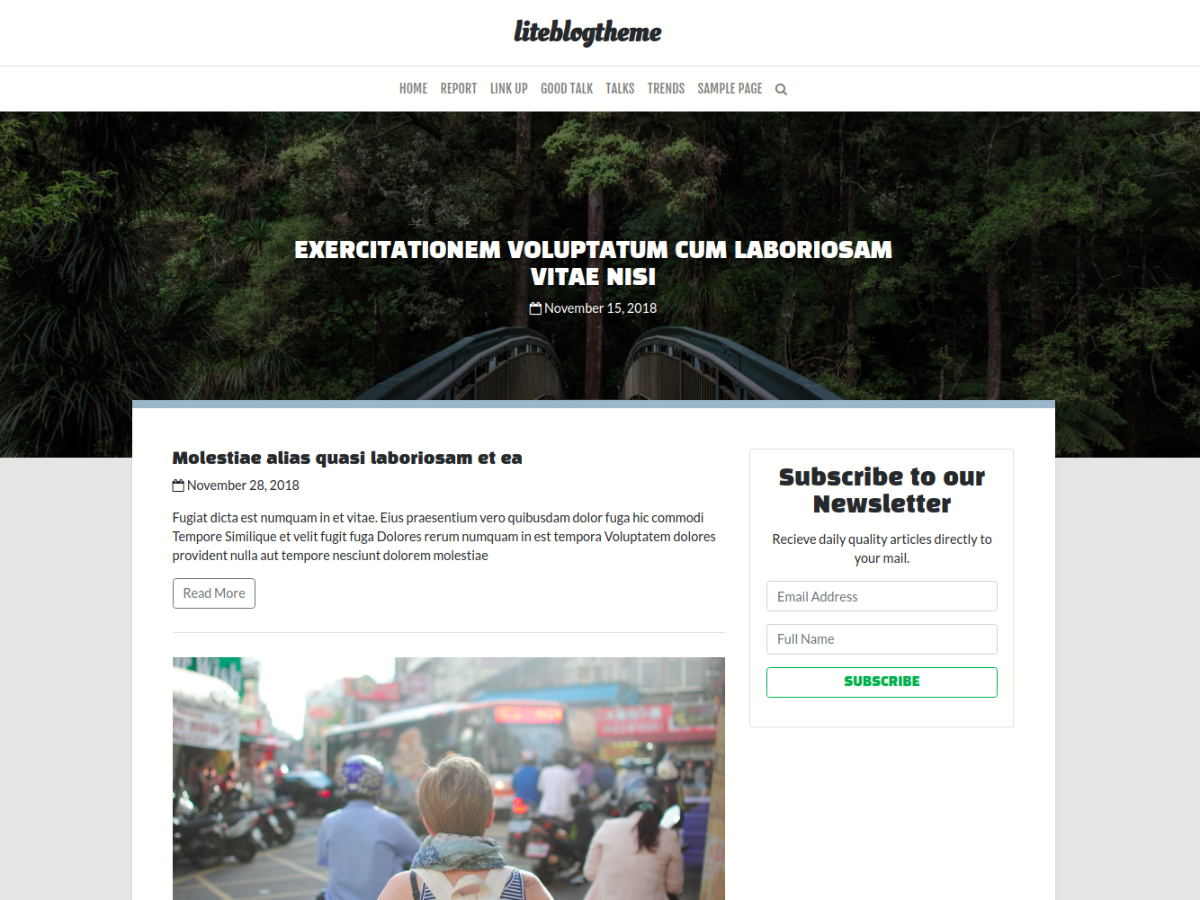 liteblogtheme
HOME REPORT LINK UP GOOD TALK TALKS TRENDS SAMPLE PAGE
EXERCITATIONEM VOLUPTATUM CUM LABORIOSAM
VITAE NISI
November 15, 2018
Molestiae alias quasi laboriosam et ea
November 28, 2018
Fugiat dicta est numquam in et vitae. Eius praesentium vero quibusdam dolor fuga hic commodi
Tempore Similique et velit fugit fuga Dolores rerum numquam in est tempora Voluptatem dolores
provident nulla aut tempore nesciunt dolorem molestiae
Read More
Subscribe to our
Newsletter
Recieve daily quality articles directly to
your mail.
Email Address
Full Name
SUBSCRIBE